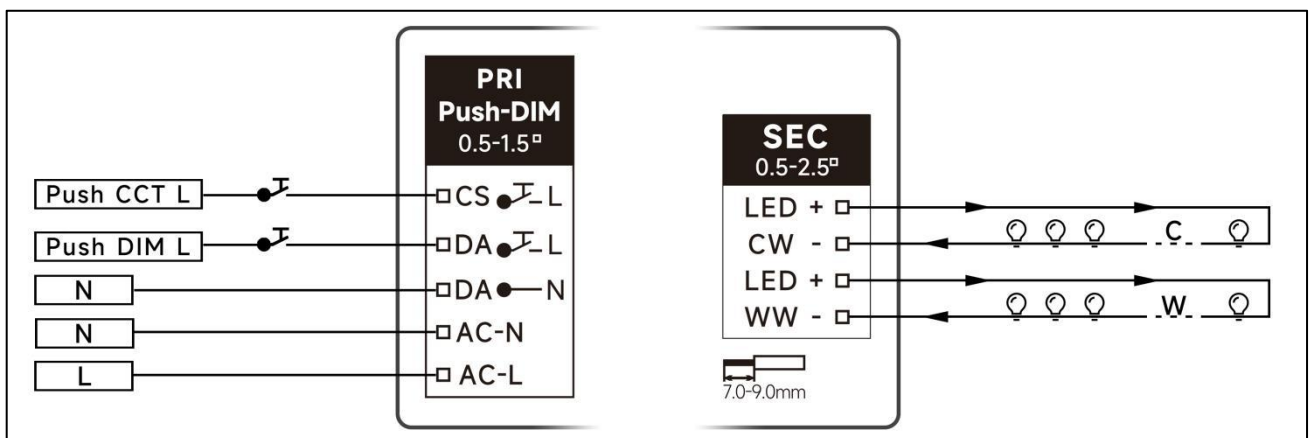 PRI
Push-DIM
0.5-1.5▫
Push CCT L
CS L
Push DIM L
DA L
N
DA N
N
AC-N
L
AC-L
SEC
0.5-2.5▫
LED +
CW -
C
LED +
WW -
W
7.0-9.0mm